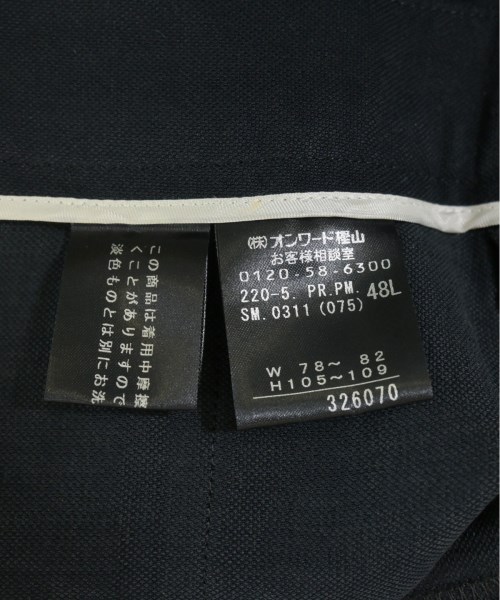 ㈱オンワード樫山
お客様相談室
0120-58-6300
220-5. PR.PM. 48L
SM.0311(075)
W 78～ 82
H105～109
326070
この商品は着用中摩擦
くことがありますので
淡色ものとは別にお洗